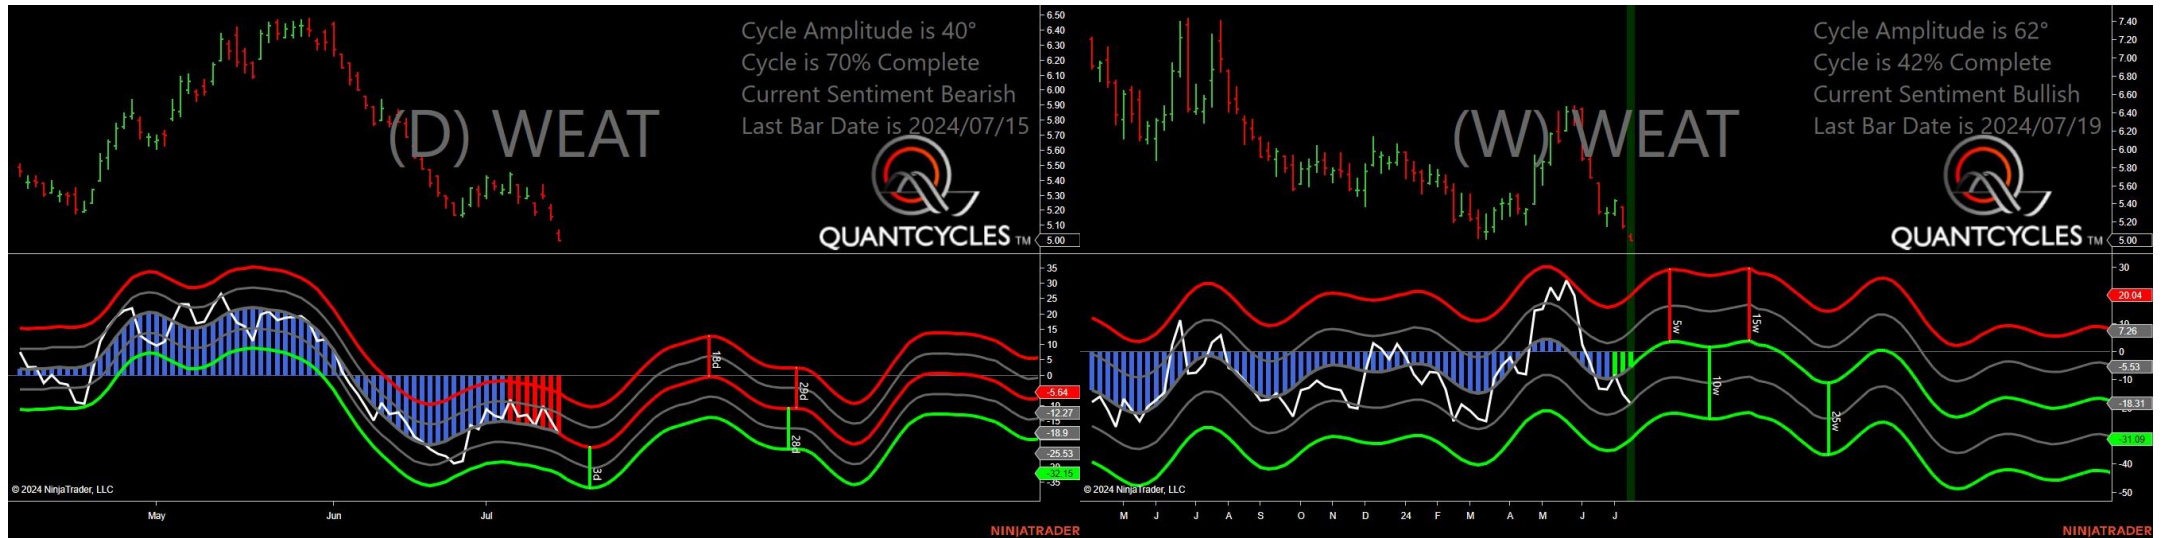 (D) WEAT
Cycle Amplitude is 40°
Cycle is 70% Complete
Current Sentiment Bearish
Last Bar Date is 2024/07/15
QUANTCYCLES TM
6.50
6.40
6.30
6.20
6.10
6.00
5.90
5.80
5.70
5.60
5.50
5.40
5.30
5.20
5.10
5.00
35
30
25
20
15
10
5
0
-5.64
-12.27
-15
-18.9
-25.53
-32.15
-35
3d
18d
28d
29d
© 2024 NinjaTrader, LLC
May Jun Jul
NINJATRADER
(W) WEAT
Cycle Amplitude is 62°
Cycle is 42% Complete
Current Sentiment Bullish
Last Bar Date is 2024/07/19
QUANTCYCLES TM
7.40
7.20
7.00
6.80
6.60
6.40
6.20
6.00
5.80
5.60
5.40
5.20
5.00
30
20.04
10
7.26
0
-5.53
-10
-18.31
-31.09
-40
-50
5w
10w
15w
25w
© 2024 NinjaTrader, LLC
M J J A S O N D 24 F M A M J J
NINJATRADER